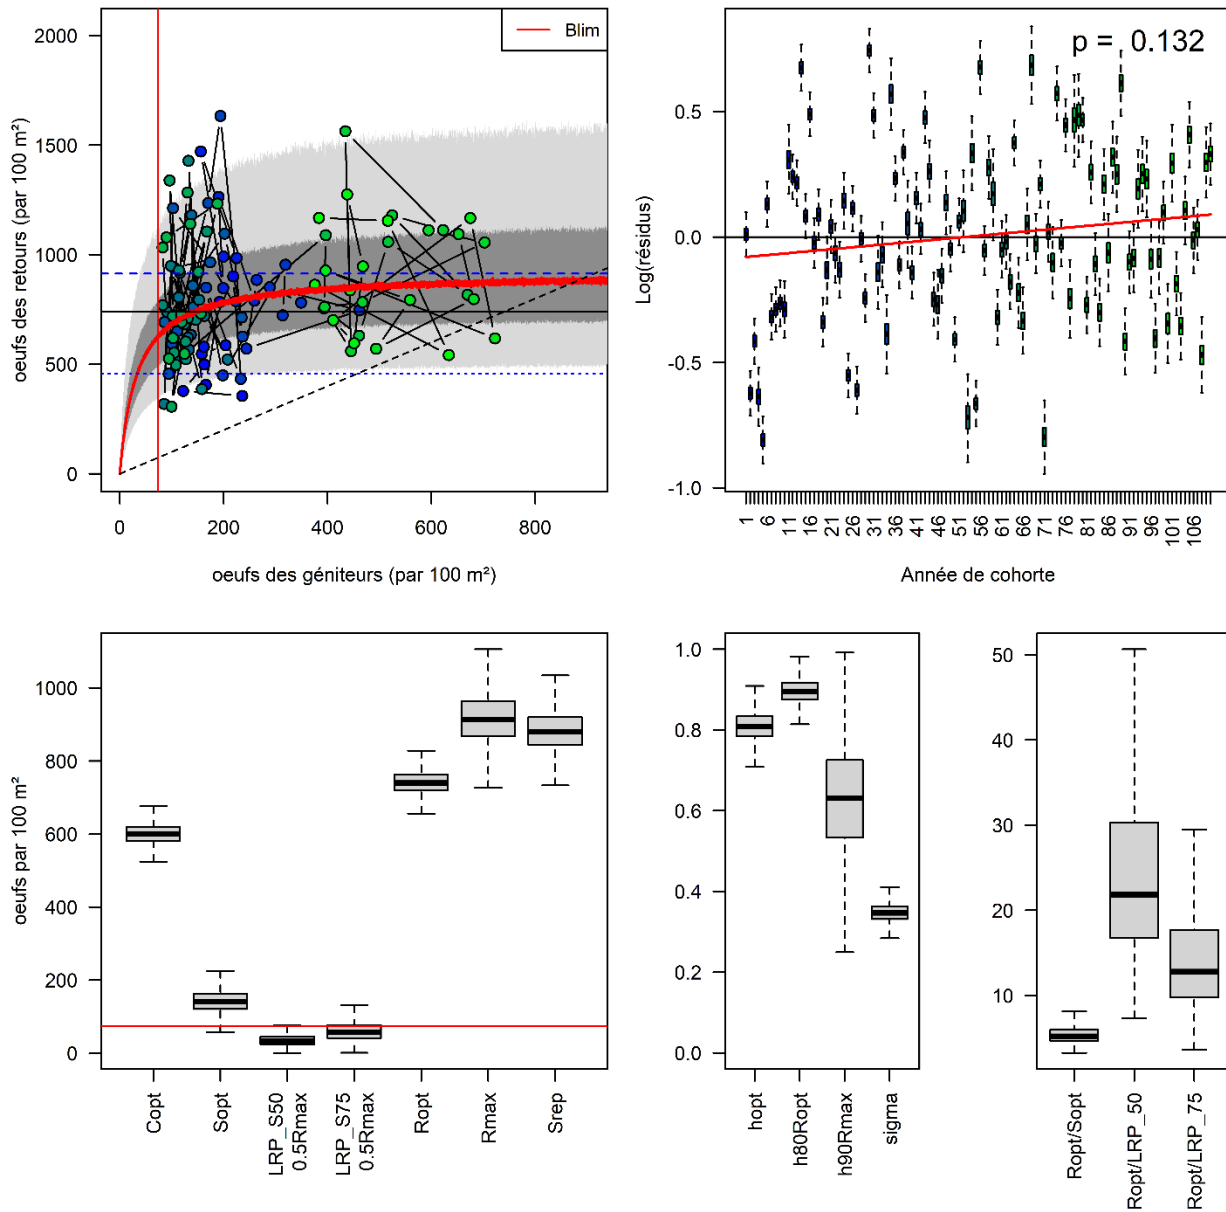 oeufs des retours (par 100 m²)
2000
1500
1000
500
0
Blim
0
200
400
600
800
oeufs des géniteurs (par 100 m²)
Log(résidus)
0.5
0.0
-0.5
-1.0
p = 0.132
1
6
11
16
21
26
31
36
41
46
51
56
61
66
71
76
81
86
91
96
101
106
Année de cohorte
oeufs par 100 m²
1000
800
600
400
200
0
Copt
Sopt
LRP_S50
0.5Rmax
LRP_S75
0.5Rmax
Ropt
Rmax
Srep
1.0
0.8
0.6
0.4
0.2
0.0
hopt
h80Ropt
h90Rmax
sigma
50
40
30
20
10
Ropt/Sopt
Ropt/LRP_50
Ropt/LRP_75